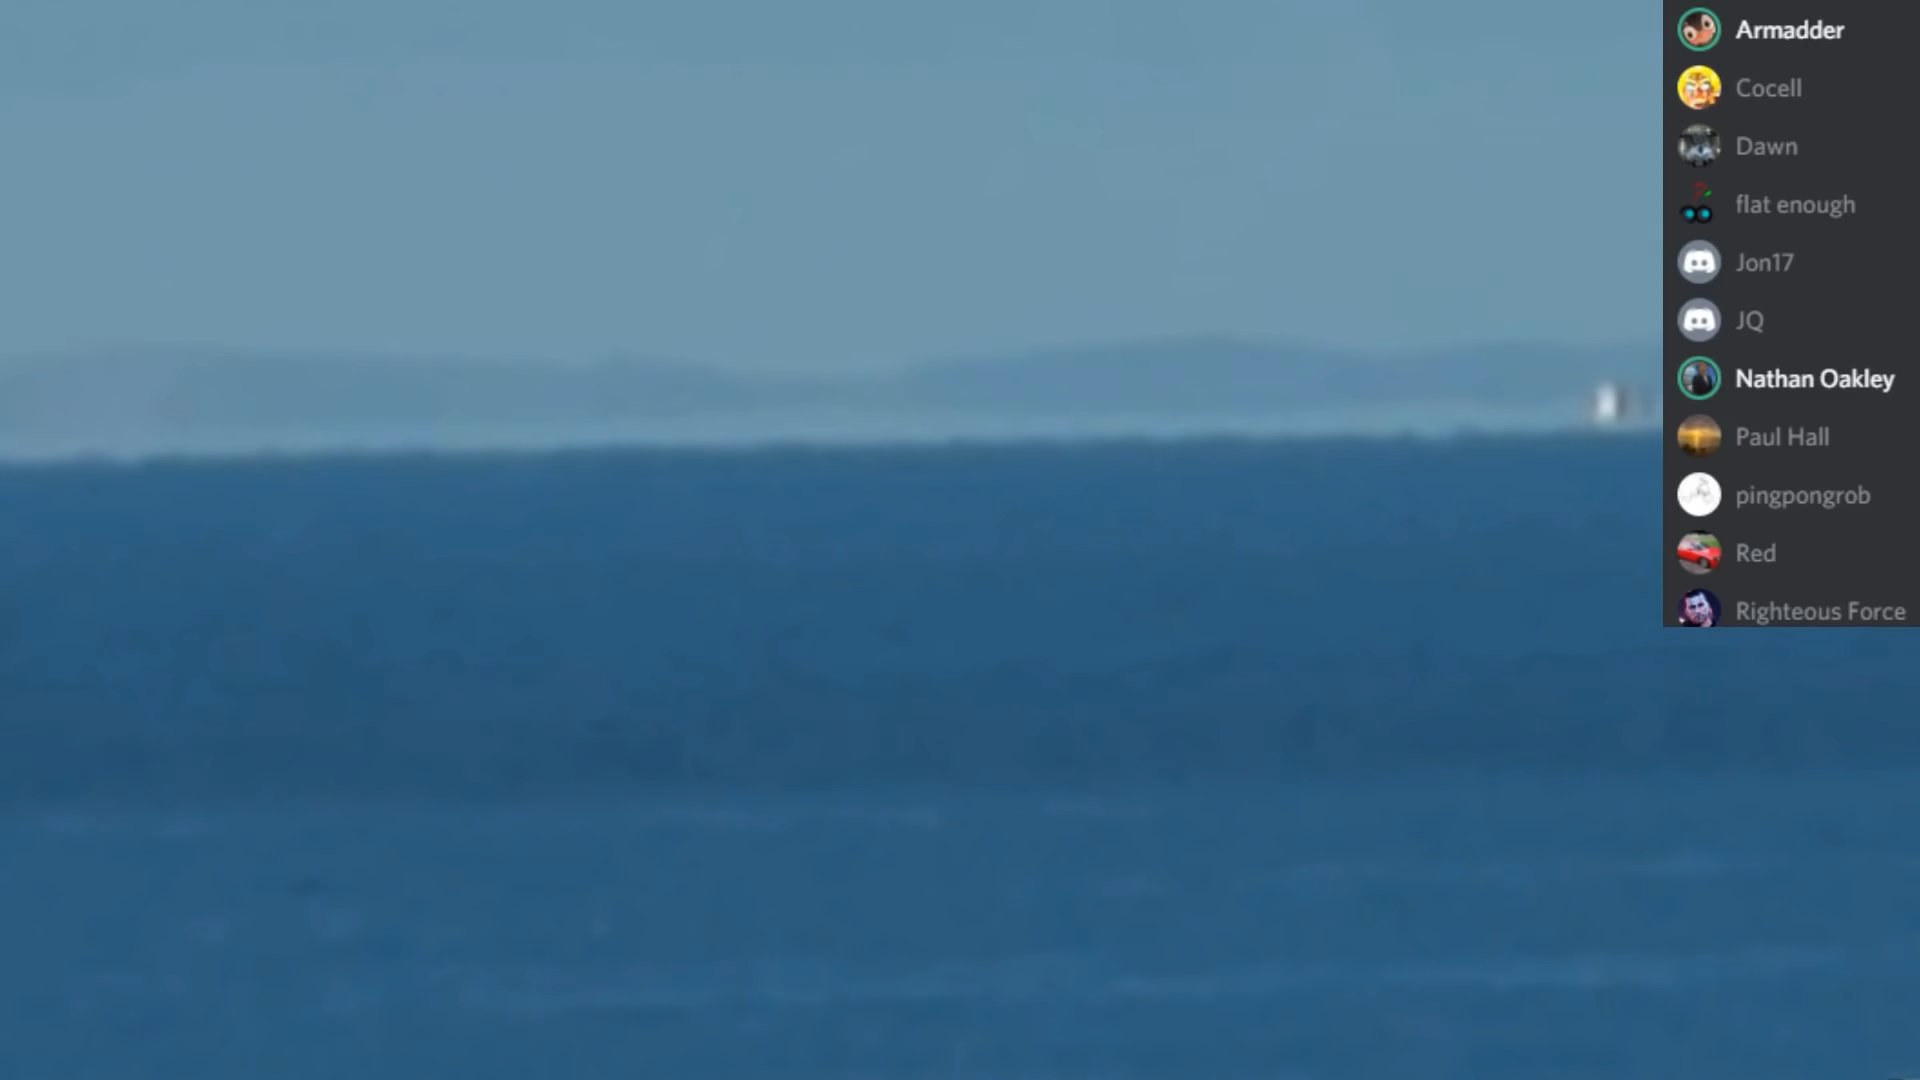 Armadder
Cocell
Dawn
flat enough
Jon17
JQ
Nathan Oakley
Paul Hall
pingpongrob
Red
Righteous Force